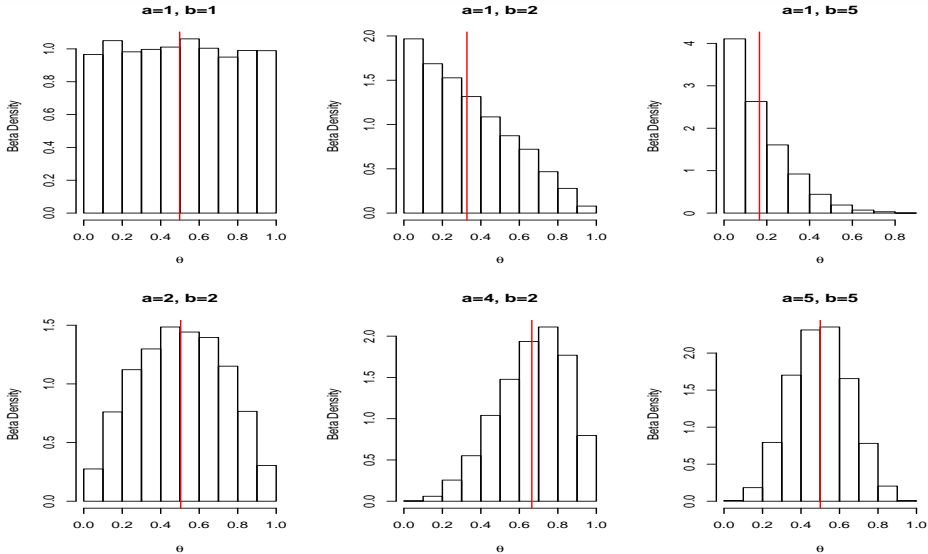 a=1, b=1
Beta Density
0.0 0.2 0.4 0.6 0.8 1.0
0.0 0.2 0.4 0.6 0.8 1.0
θ
a=1, b=2
Beta Density
0.0 0.5 1.0 1.5 2.0
0.0 0.2 0.4 0.6 0.8 1.0
θ
a=1, b=5
Beta Density
0 1 2 3 4
0.0 0.2 0.4 0.6 0.8
θ
a=2, b=2
Beta Density
0.0 0.5 1.0 1.5
0.0 0.2 0.4 0.6 0.8 1.0
θ
a=4, b=2
Beta Density
0.0 0.5 1.0 1.5 2.0
0.0 0.2 0.4 0.6 0.8 1.0
θ
a=5, b=5
Beta Density
0.0 0.5 1.0 1.5 2.0
0.0 0.2 0.4 0.6 0.8 1.0
θ